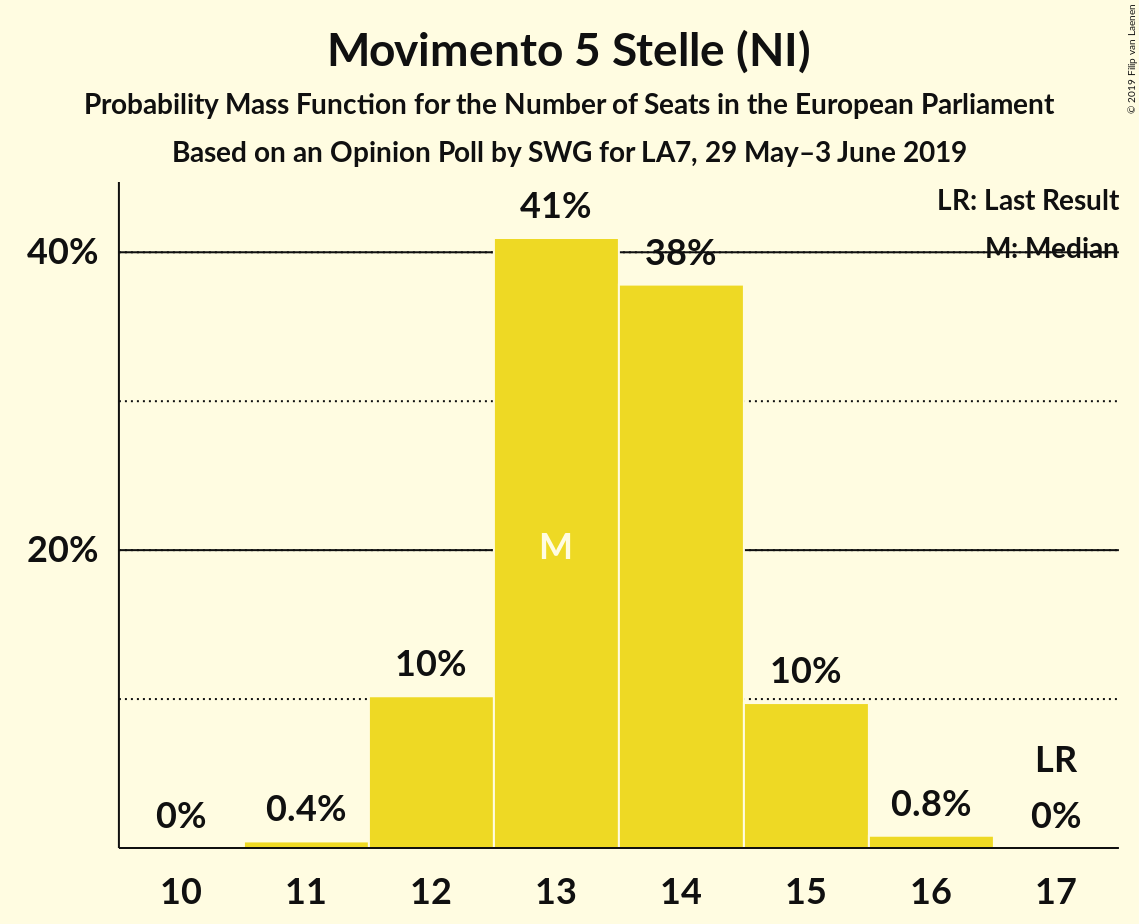 Movimento 5 Stelle (NI)
Probability Mass Function for the Number of Seats in the European Parliament
Based on an Opinion Poll by SWG for LA7, 29 May–3 June 2019
© 2019 Filip van Laenen
LR: Last Result
M: Median
40%
20%
0%
0.4%
10%
41%
M
38%
10%
0.8%
LR
0%
10 11 12 13 14 15 16 17